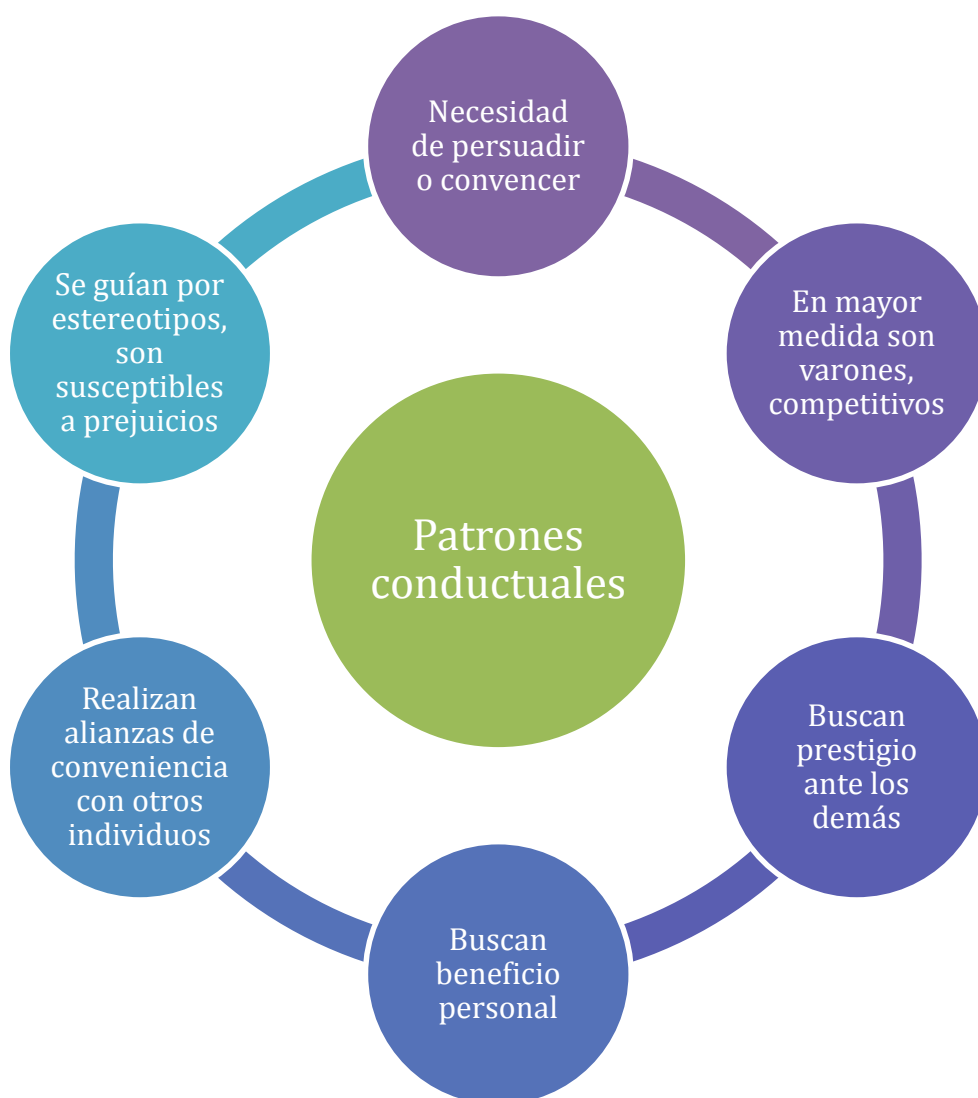 Necesidad
de persuadir
o convencer
En mayor
medida son
varones,
competitivos
Buscan
prestigio
ante los
demás
Buscan
beneficio
personal
Realizan
alianzas de
conveniencia
con otros
individuos
Se guían por
estereotipos,
son
susceptibles
a prejuicios
Patrones
conductuales